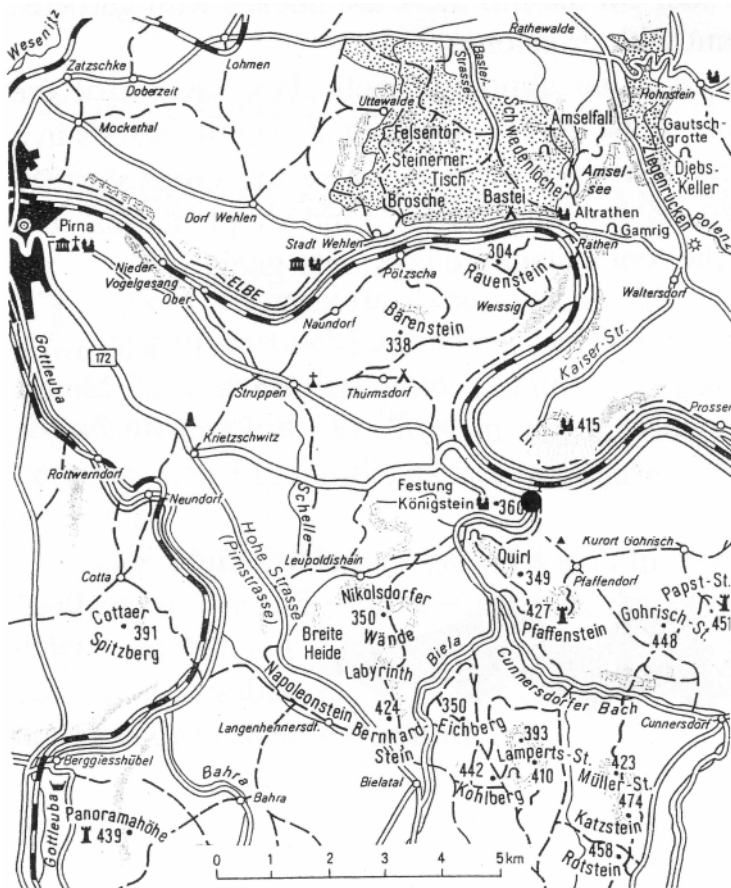 Wesenitz
Zatzschke
Lohmen
Doberzeit
Mockethal
Rathewalde
Bastei-
Strasse
Uttewalde
Felsentor
Steinerner
Tisch
Brosche
Schwedenlöcher
Bastei
Amselfall
Amsel-
see
Hohnstein
Gautsch-
grotte
Diebs-
Keller
Ziegenrücken
Polenz
Altrathen
Gamrig
Rathen
Waltersdorf
Kaiser-Str.
Pirna
Dorf Wehlen
Stadt Wehlen
Nieder-
Vogelgesang
Ober-
ELBE
Pötzscha
304
Rauenstein
Weissig
Naundorf
Bärenstein
338
Gottleuba
172
Struppen
Thürmsdorf
415
Prossen
Krietzschwitz
Rottwerndorf
Neundorf
Schelle
Festung
Königstein
360
Leupoldishain
Hohe Strasse
(Pirnstrasse)
Quirl
349
Kurort Gohrisch
Pfaffendorf
Papst-St.
451
427
Pfaffenstein
Gohrisch-St.
448
Cotta
Cottaer
391
Spitzberg
Nikolsdorfer
350
Wände
Breite
Heide
Labyrinth
Biela
Cunnersdorfer Bach
Cunnersdorf
Napoleonstein
424
Bernhard-
Stein
350
Eichberg
Langenhennersdf.
393
Lamperts-St.
410
442
Kohlberg
423
Müller-St.
474
Katzstein
458
Rotstein
Bielatal
Berggiesshübel
Bahra
Bahra
Gottleuba
Panoramahöhe
439
0 1 2 3 4 5 km